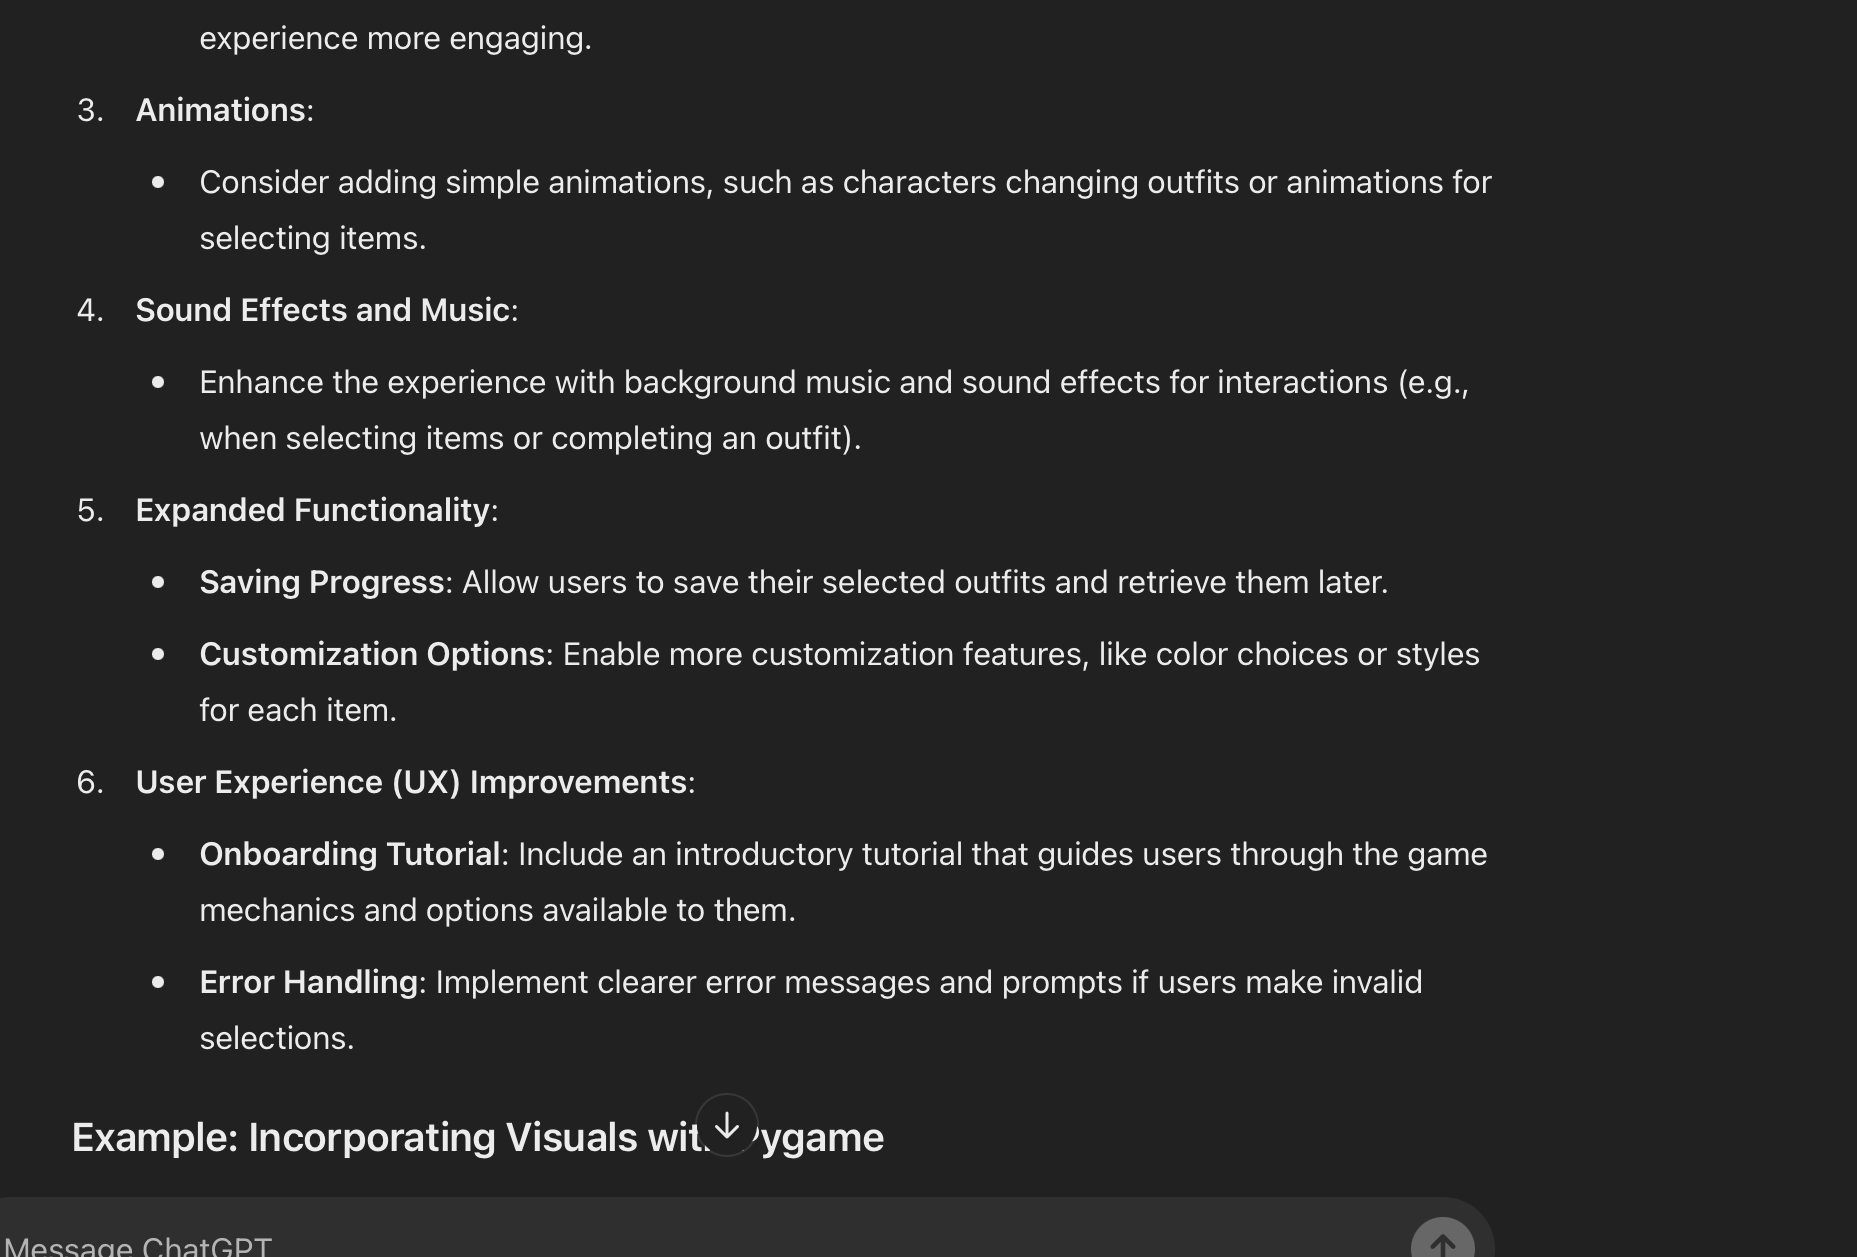 experience more engaging.
3. Animations:
• Consider adding simple animations, such as characters changing outfits or animations for
selecting items.
4. Sound Effects and Music:
• Enhance the experience with background music and sound effects for interactions (e.g.,
when selecting items or completing an outfit).
5. Expanded Functionality:
• Saving Progress: Allow users to save their selected outfits and retrieve them later.
• Customization Options: Enable more customization features, like color choices or styles
for each item.
6. User Experience (UX) Improvements:
• Onboarding Tutorial: Include an introductory tutorial that guides users through the game
mechanics and options available to them.
• Error Handling: Implement clearer error messages and prompts if users make invalid
selections.
Example: Incorporating Visuals with Pygame
Message ChatGPT